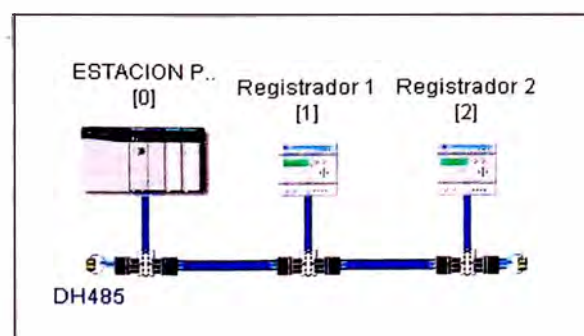 ESTACION P..
[0]
Registrador 1
[1]
Registrador 2
[2]
DH485